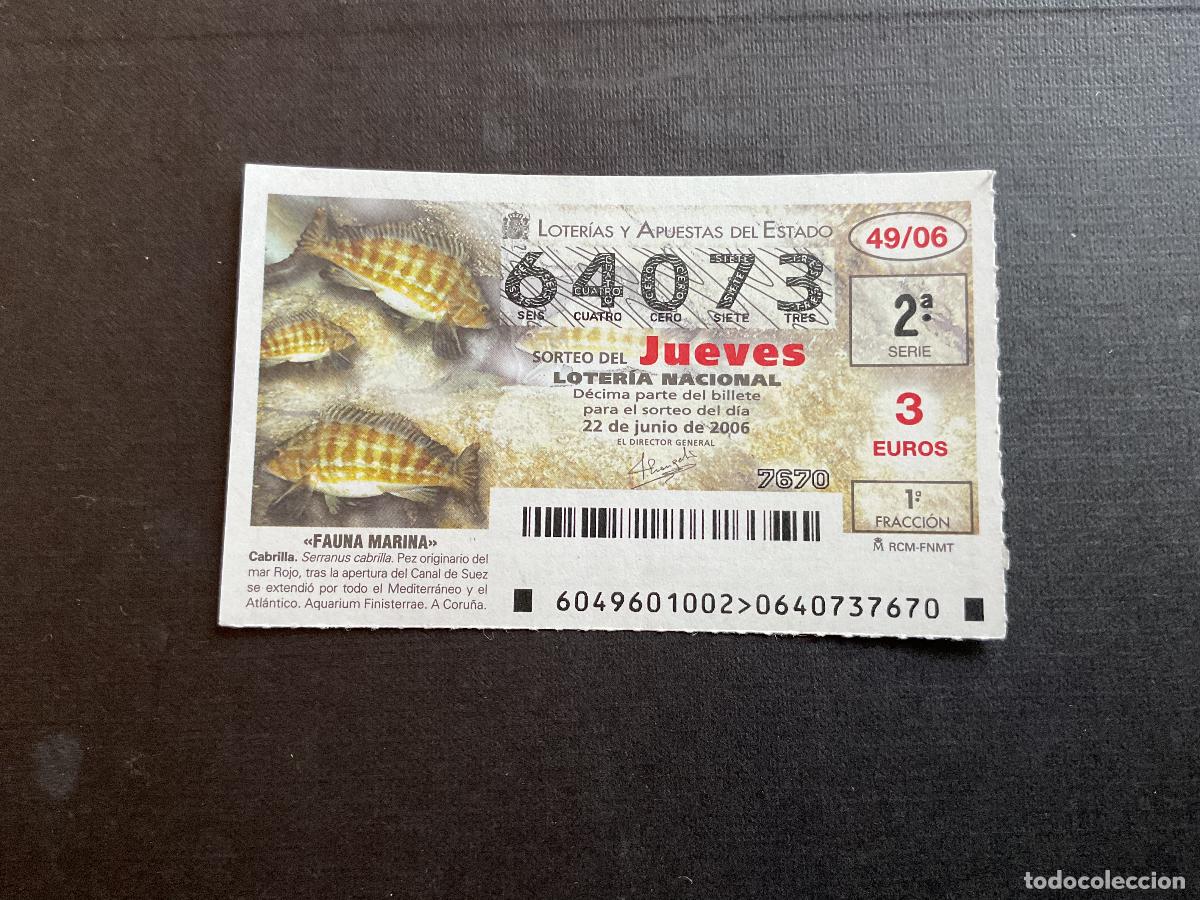 LOTERÍAS Y APUESTAS DEL ESTADO
49/06
64073
SEIS CUATRO CERO SIETE TRES
2ª
SERIE
SORTEO DEL Jueves
LOTERÍA NACIONAL
Décima parte del billete
para el sorteo del día
22 de junio de 2006
EL DIRECTOR GENERAL
3
EUROS
7670
1ª
FRACCIÓN
RCM-FNMT
«FAUNA MARINA»
Cabrilla. Serranus cabrilla. Pez originario del
mar Rojo, tras la apertura del Canal de Suez
se extendió por todo el Mediterráneo y el
Atlántico. Aquarium Finisterrae. A Coruña.
6049601002>0640737670
todocoleccion